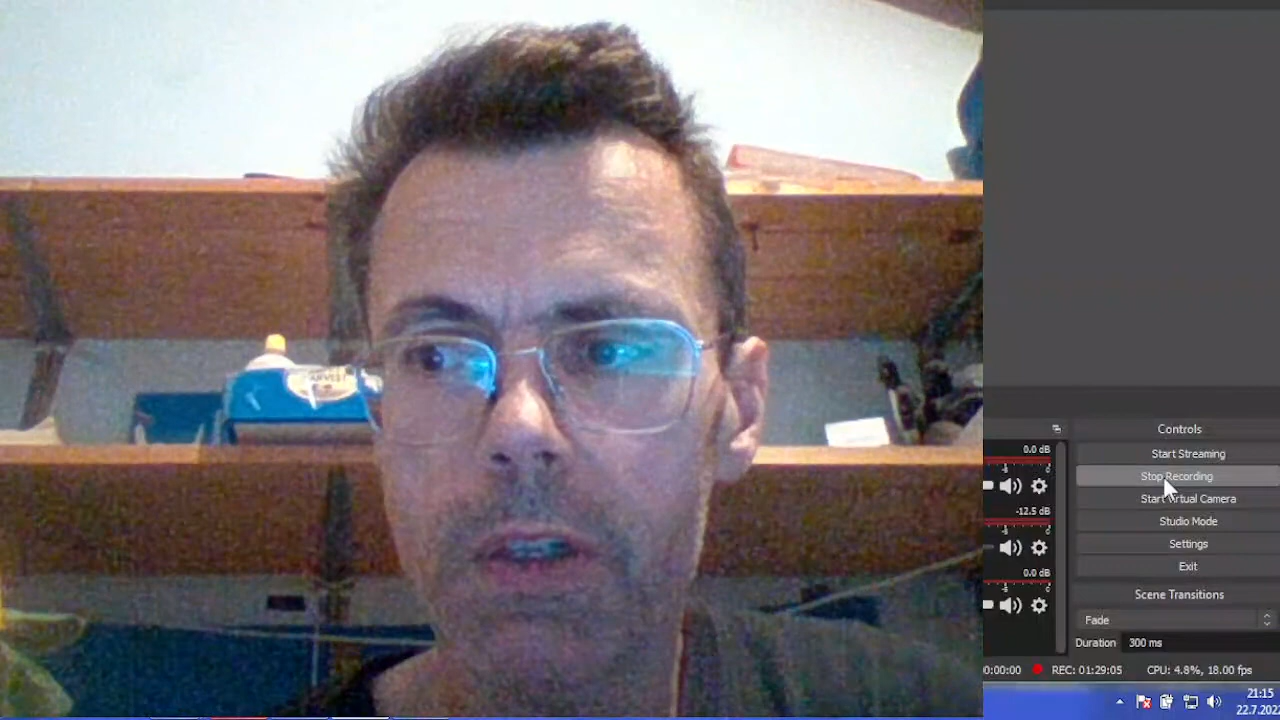 ARVEST
Controls
0.0 dB
Start Streaming
Stop Recording
-12.5 dB
Start Virtual Camera
Studio Mode
Settings
0.0 dB
Exit
Scene Transitions
Fade
Duration 300 ms
0:00:00 REC: 01:29:05 CPU: 4.8%, 18.00 fps
21:15
22.7.202